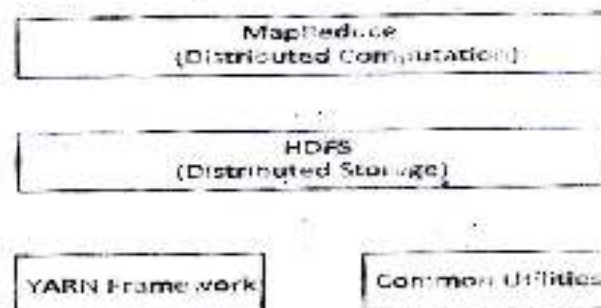 MapReduce
(Distributed Computation)
HDFS
(Distributed Storage)
YARN Framework
Common Utilities